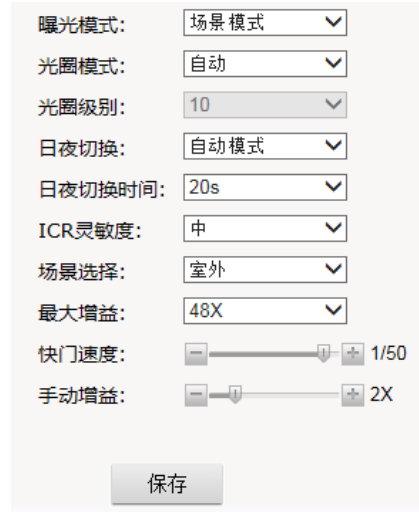 曝光模式: 场景模式
光圈模式: 自动
光圈级别: 10
日夜切换: 自动模式
日夜切换时间: 20s
ICR灵敏度: 中
场景选择: 室外
最大增益: 48X
快门速度: 1/50
手动增益: 2X
保存